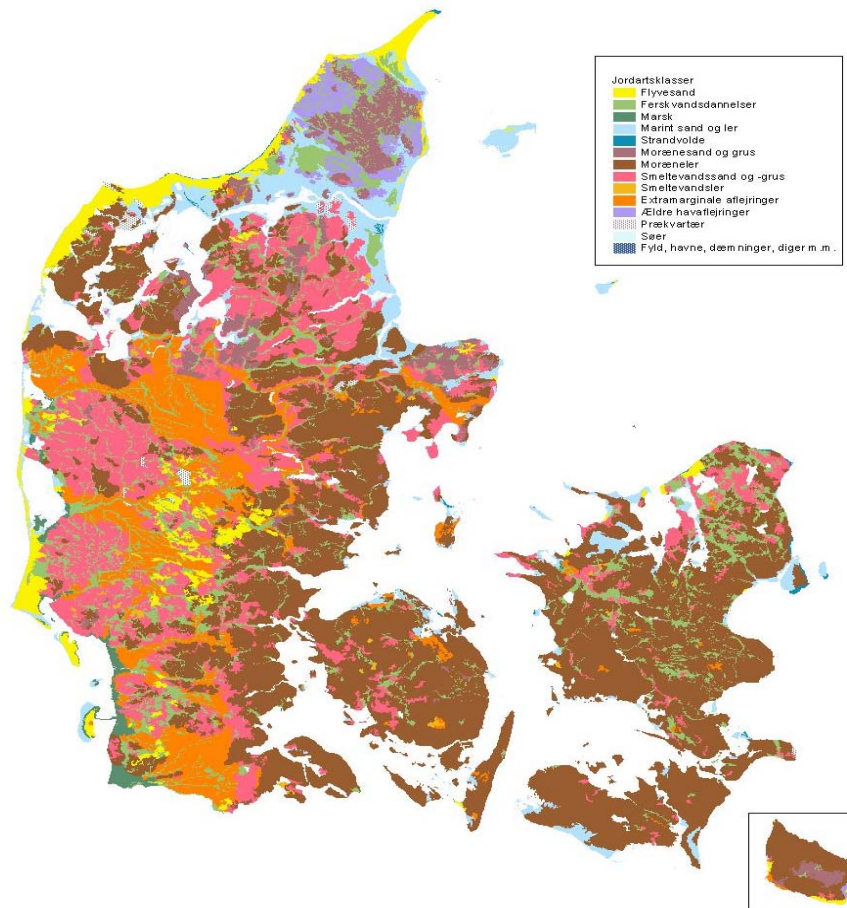 Jordartsklasser
Flyvesand
Ferskvandsdannelser
Marsk
Marint sand og ler
Strandvolde
Morænesand og grus
Moræneler
Smeltevandssand og -grus
Smeltevandsler
Extramarginale aflejringer
Ældre havaflejringer
Prækvartær
Søer
Fyld, havne, dæmninger, diger m.m.